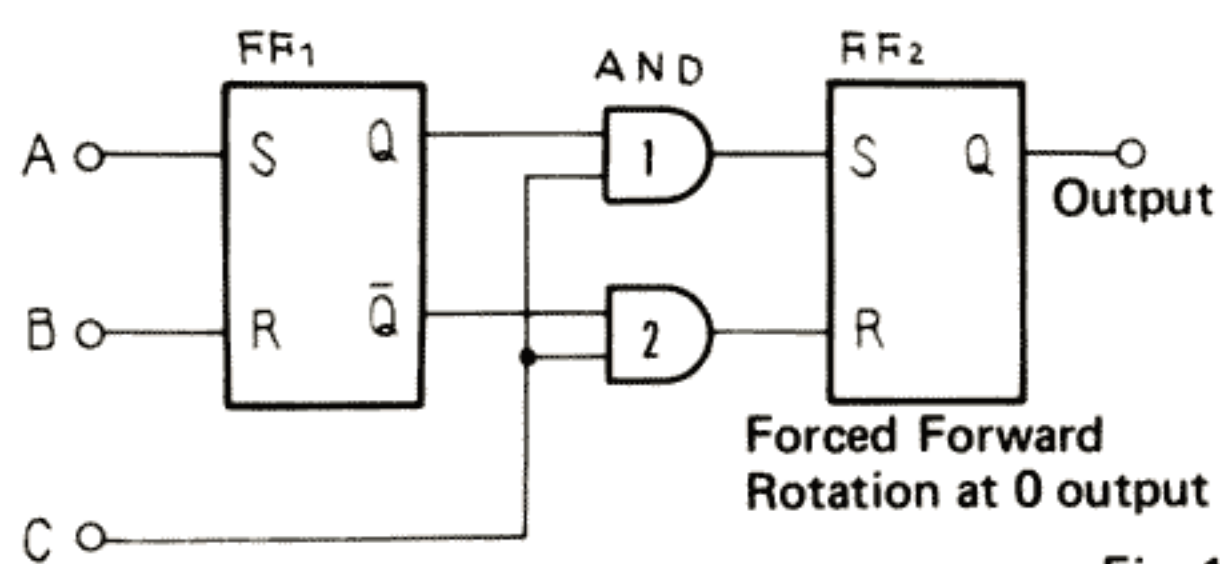 FF1
AND
FF2
A
S
Q
1
S
Q
Output
B
R
Q̄
2
R
Forced Forward
Rotation at 0 output
C